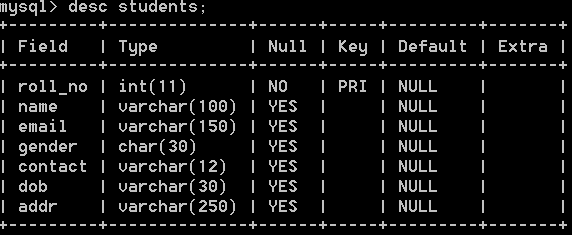 mysql> desc students;
+---------+--------------+------+-----+---------+-------+
| Field   | Type         | Null | Key | Default | Extra |
+---------+--------------+------+-----+---------+-------+
| roll_no | int(11)      | NO   | PRI | NULL    |       |
| name    | varchar(100) | YES  |     | NULL    |       |
| email   | varchar(150) | YES  |     | NULL    |       |
| gender  | char(30)     | YES  |     | NULL    |       |
| contact | varchar(12)  | YES  |     | NULL    |       |
| dob     | varchar(30)  | YES  |     | NULL    |       |
| addr    | varchar(250) | YES  |     | NULL    |       |
+---------+--------------+------+-----+---------+-------+